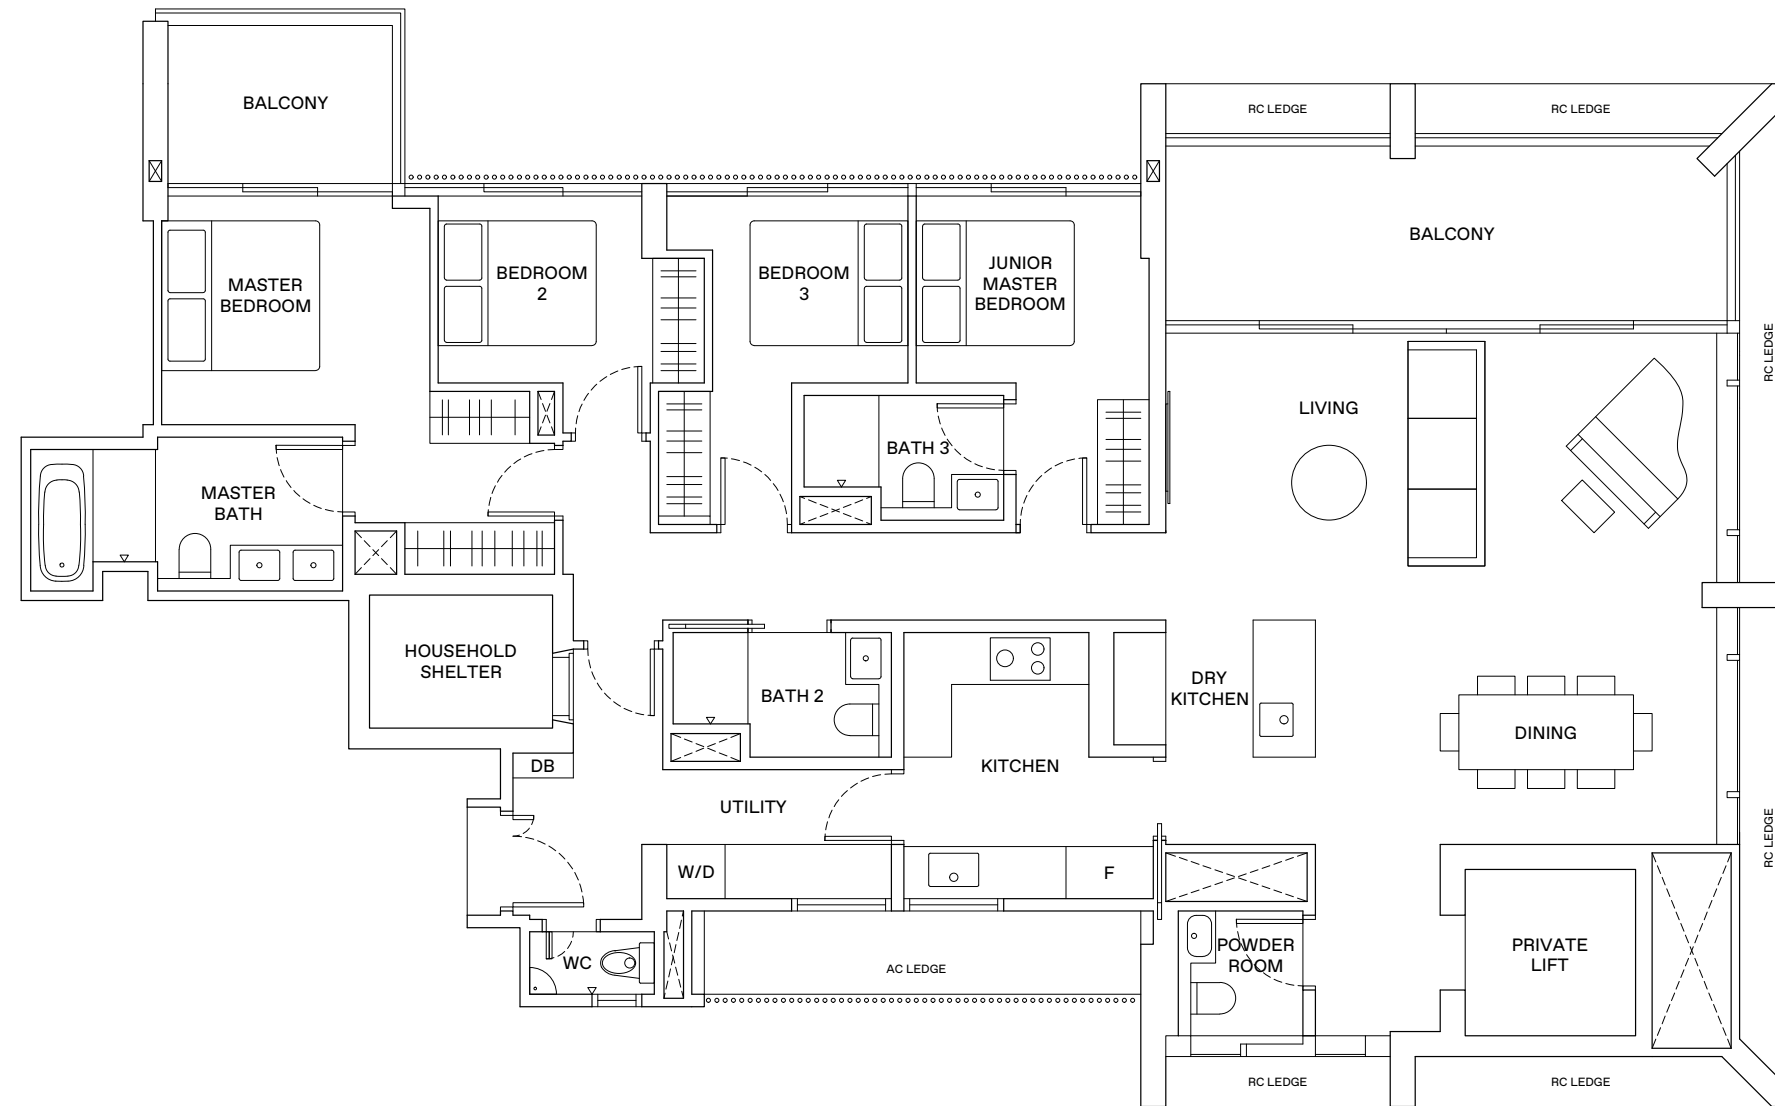 BALCONY
RC LEDGE
RC LEDGE
BALCONY
MASTER
BEDROOM
BEDROOM
2
BEDROOM
3
JUNIOR
MASTER
BEDROOM
RC LEDGE
LIVING
BATH 3
MASTER
BATH
HOUSEHOLD
SHELTER
BATH 2
DRY
KITCHEN
DINING
DB
KITCHEN
UTILITY
RC LEDGE
W/D
F
WC
AC LEDGE
POWDER
ROOM
PRIVATE
LIFT
RC LEDGE
RC LEDGE